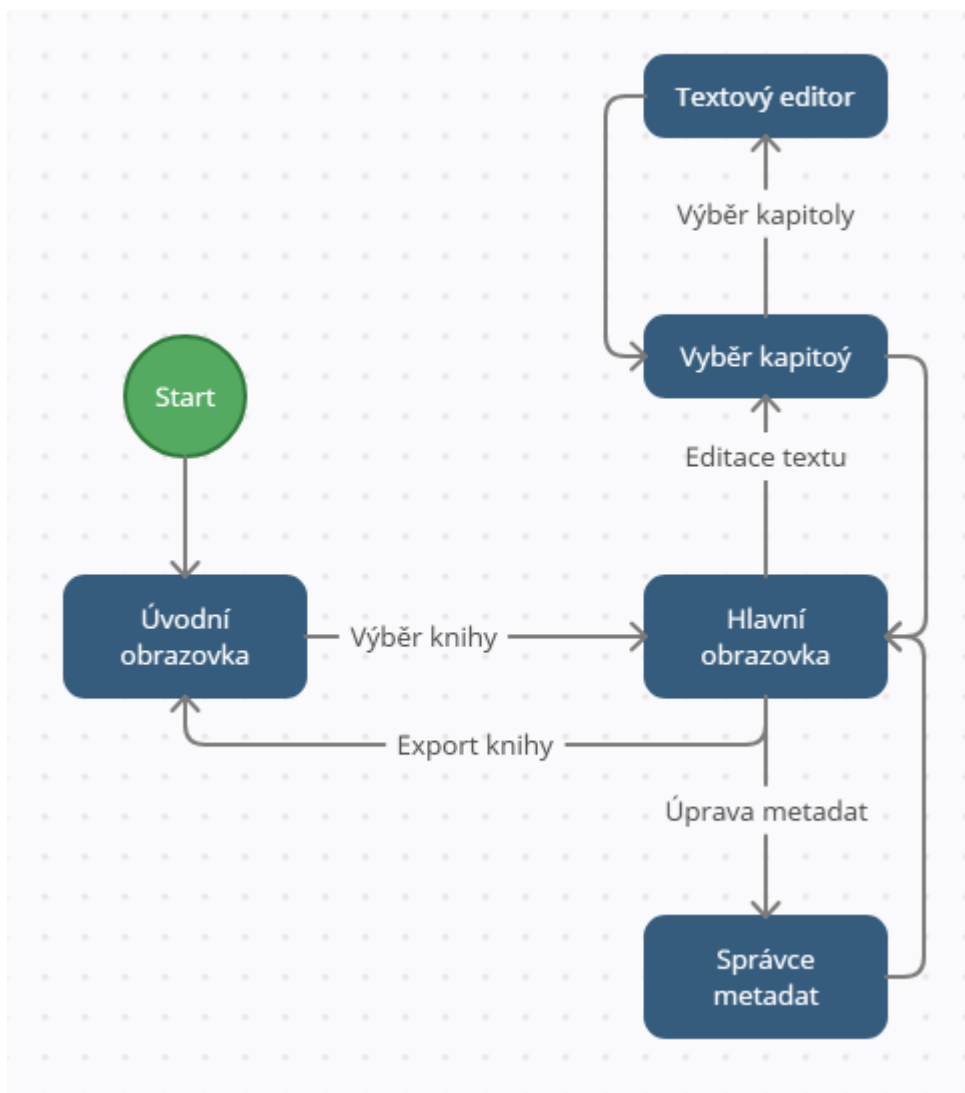 Textový editor
Výběr kapitoly
Vyběr kapitoý
Start
Editace textu
Úvodní
obrazovka
Výběr knihy
Hlavní
obrazovka
Export knihy
Úprava metadat
Správce
metadat